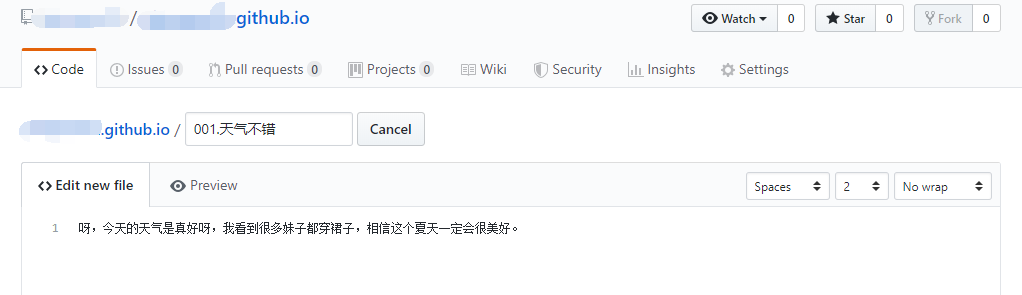 / github.io Watch 0 Star 0 Fork 0
Code Issues 0 Pull requests 0 Projects 0 Wiki Security Insights Settings
.github.io / 001.天气不错 Cancel
Edit new file Preview Spaces 2 No wrap
1 呀，今天的天气是真好呀，我看到很多妹子都穿裙子，相信这个夏天一定会很美好。